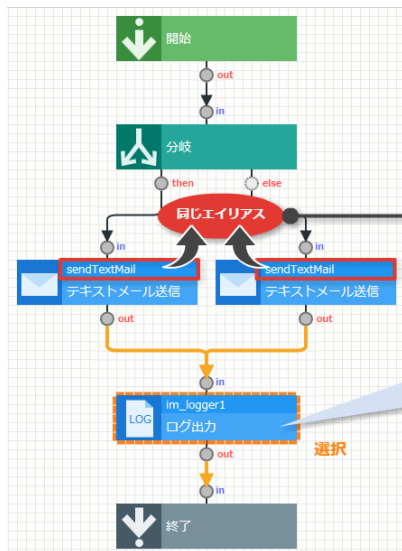 開始
out
in
分岐
then
else
同じエイリアス
in
in
sendTextMail
テキストメール送信
sendTextMail
テキストメール送信
out
out
in
LOG
im_logger1
ログ出力
out
選択
in
終了